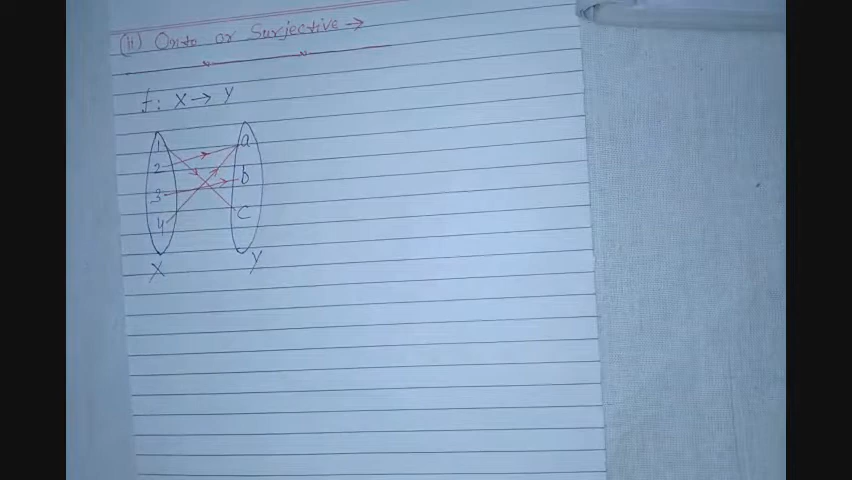 (ii) Onto or Surjective →
f: X → Y
1 a
2
3 b
4 c
X Y